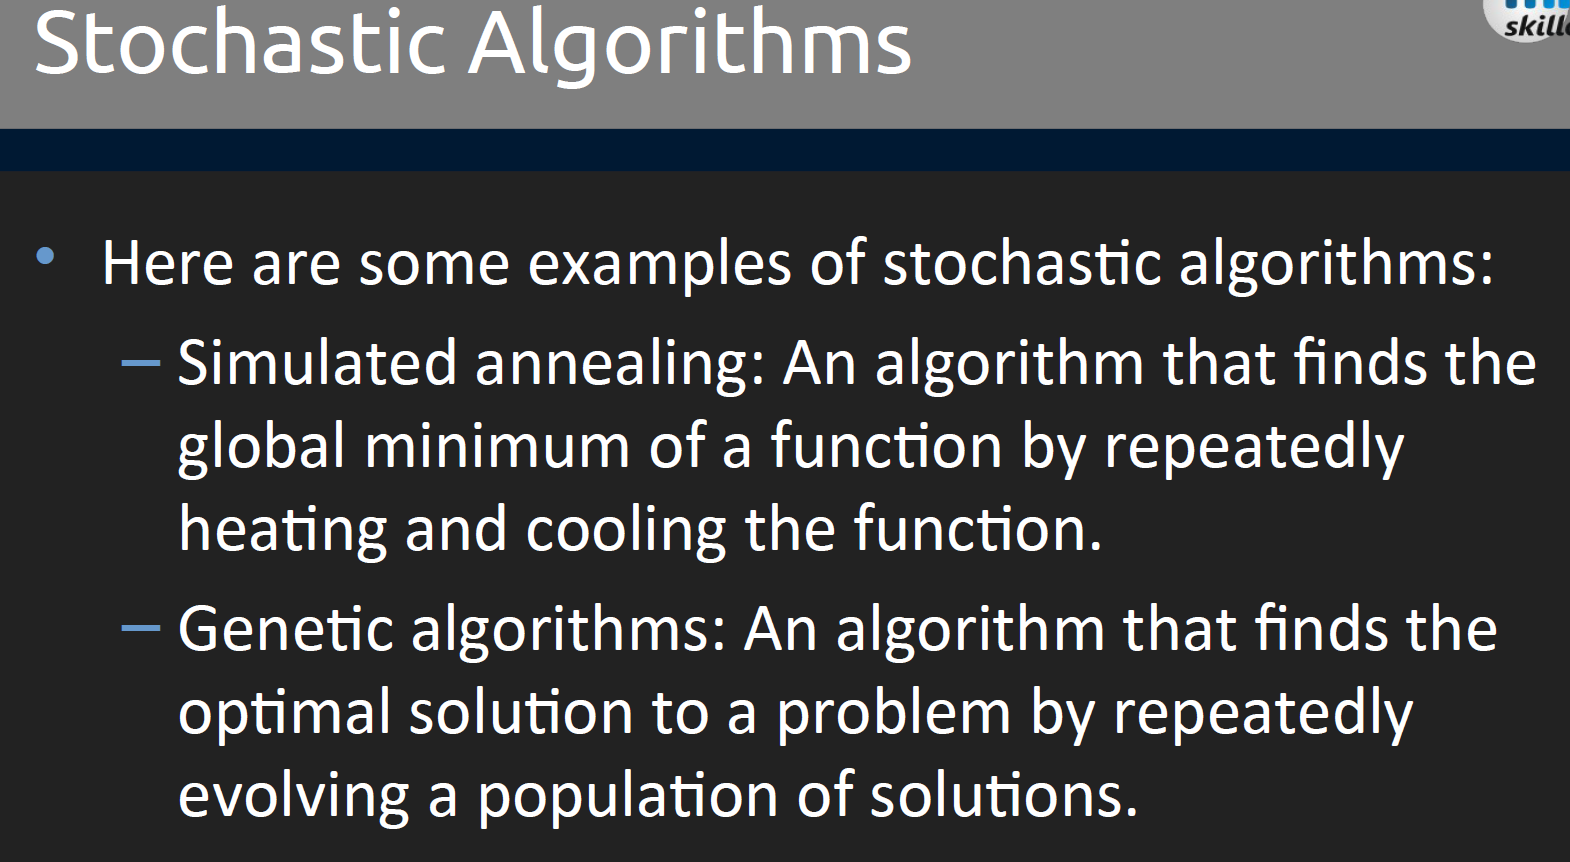 Stochastic Algorithms
• Here are some examples of stochastic algorithms:
– Simulated annealing: An algorithm that finds the
global minimum of a function by repeatedly
heating and cooling the function.
– Genetic algorithms: An algorithm that finds the
optimal solution to a problem by repeatedly
evolving a population of solutions.